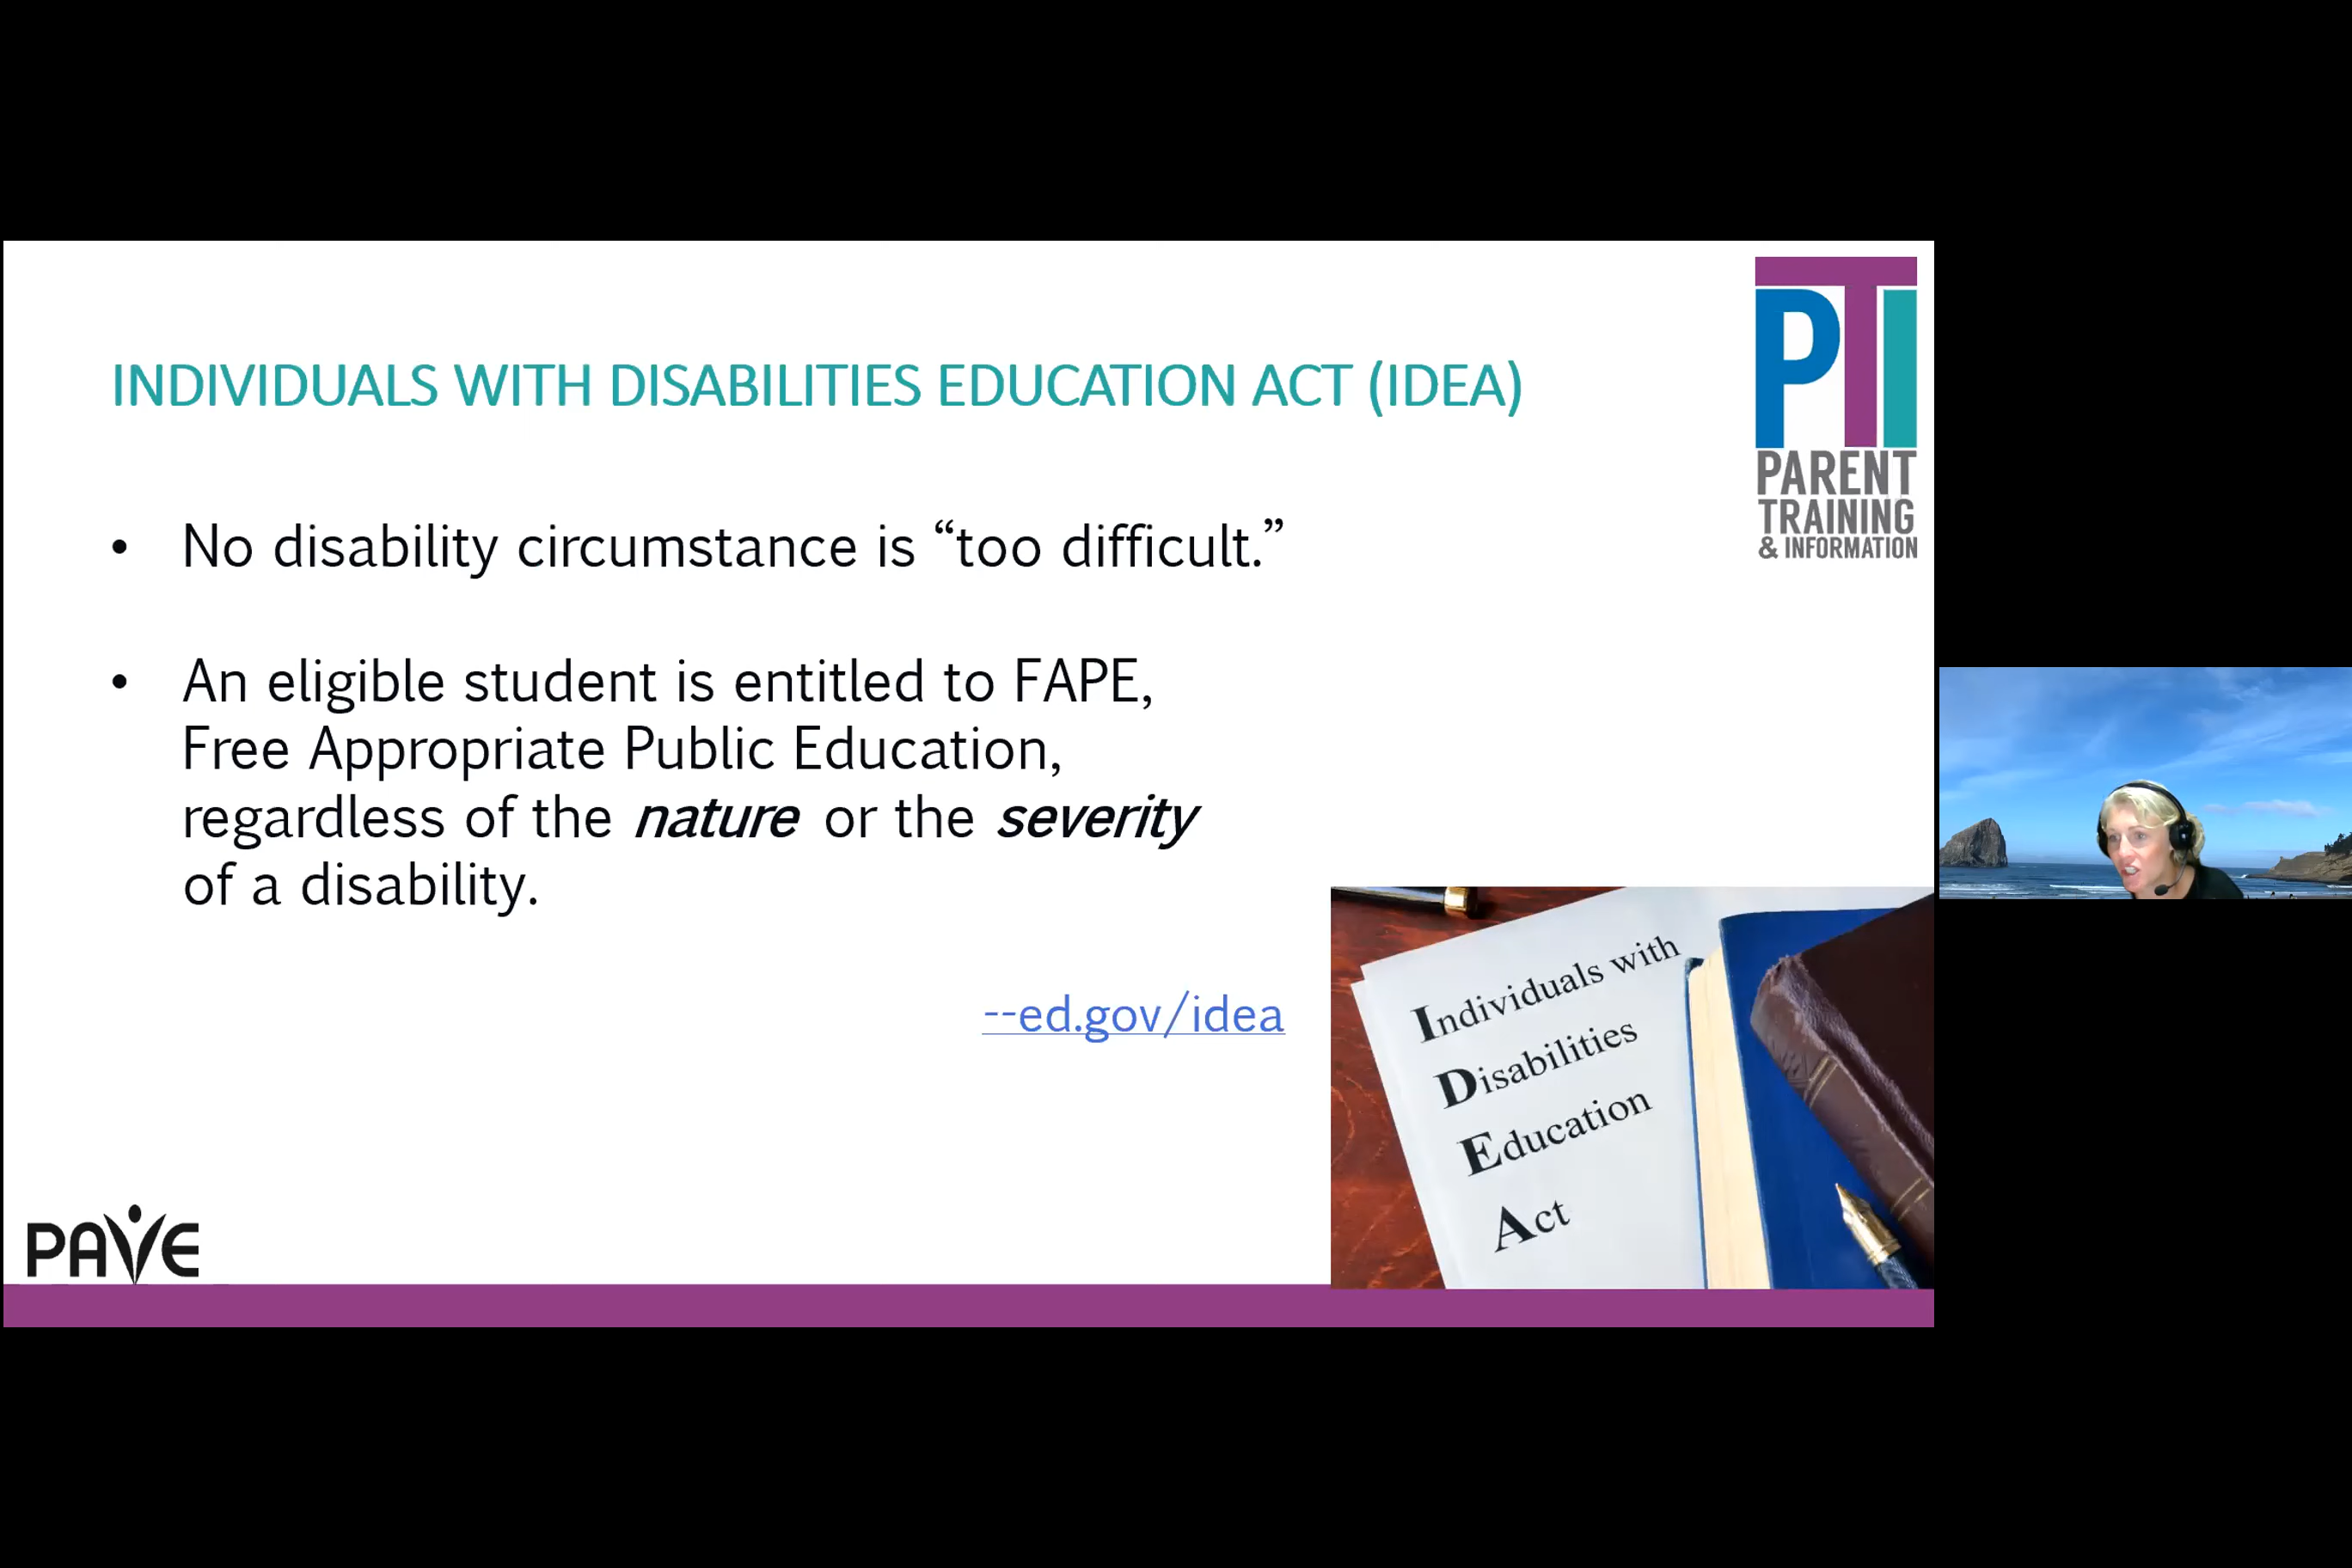 INDIVIDUALS WITH DISABILITIES EDUCATION ACT (IDEA)
PTI
PARENT
TRAINING
& INFORMATION
• No disability circumstance is “too difficult.”
• An eligible student is entitled to FAPE,
Free Appropriate Public Education,
regardless of the nature or the severity
of a disability.
--ed.gov/idea
Individuals with
Disabilities
Education
Act
PAVE